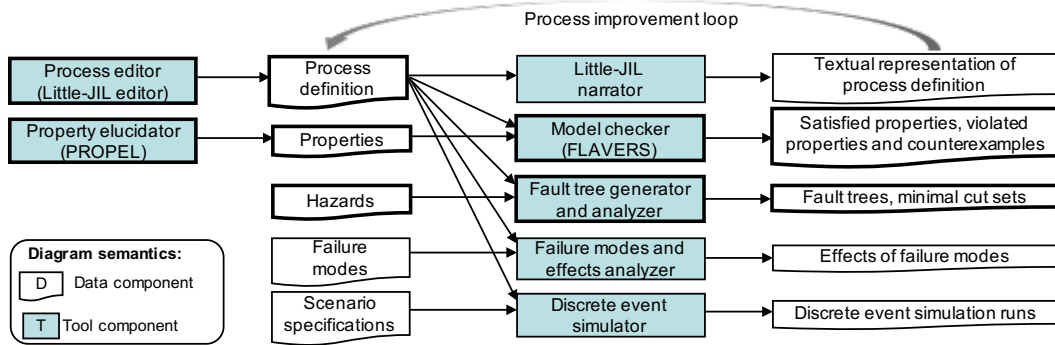 Process improvement loop
Process editor
(Little-JIL editor)
Process
definition
Little-JIL
narrator
Textual representation of
process definition
Property elucidator
(PROPEL)
Properties
Model checker
(FLAVERS)
Satisfied properties, violated
properties and counterexamples
Hazards
Fault tree generator
and analyzer
Fault trees, minimal cut sets
Failure
modes
Failure modes and
effects analyzer
Effects of failure modes
Scenario
specifications
Discrete event
simulator
Discrete event simulation runs
Diagram semantics:
D Data component
T Tool component